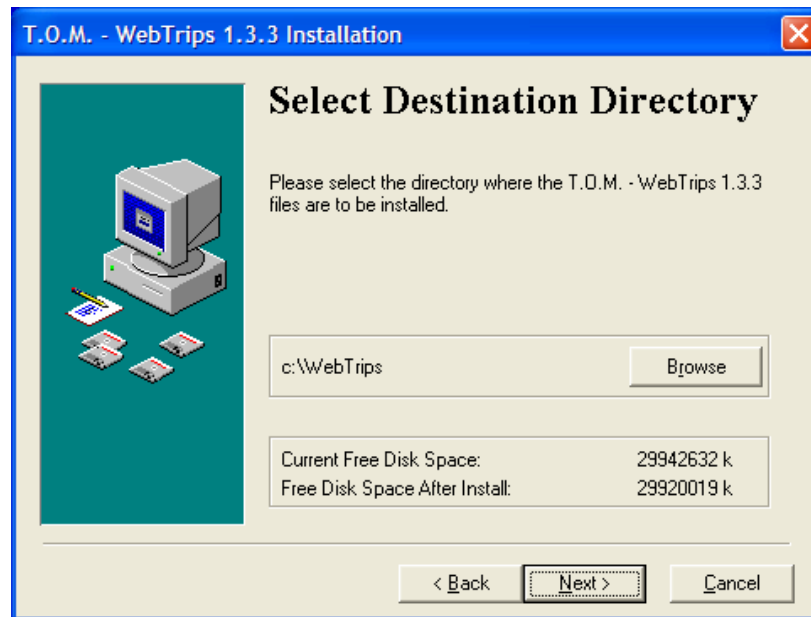 T.O.M. - WebTrips 1.3.3 Installation
Select Destination Directory
Please select the directory where the T.O.M. - WebTrips 1.3.3
files are to be installed.
c:\WebTrips
Browse
Current Free Disk Space: 29942632 k
Free Disk Space After Install: 29920019 k
< Back Next > Cancel